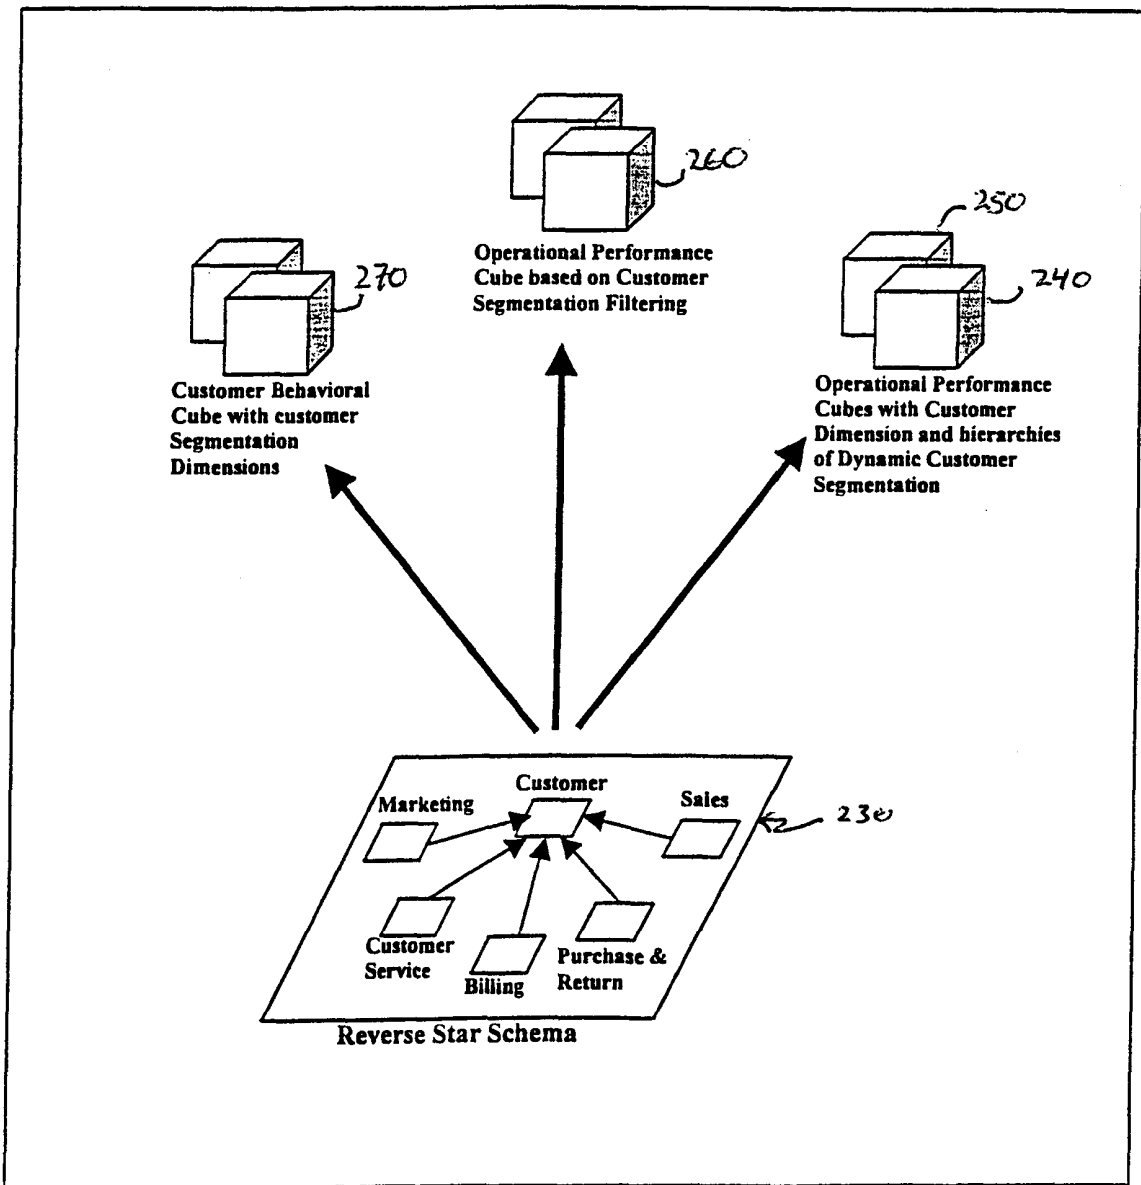 260
Operational Performance
Cube based on Customer
Segmentation Filtering
250
240
Operational Performance
Cubes with Customer
Dimension and hierarchies
of Dynamic Customer
Segmentation
270
Customer Behavioral
Cube with customer
Segmentation
Dimensions
Customer
Marketing
Sales
230
Customer
Service
Billing
Purchase &
Return
Reverse Star Schema